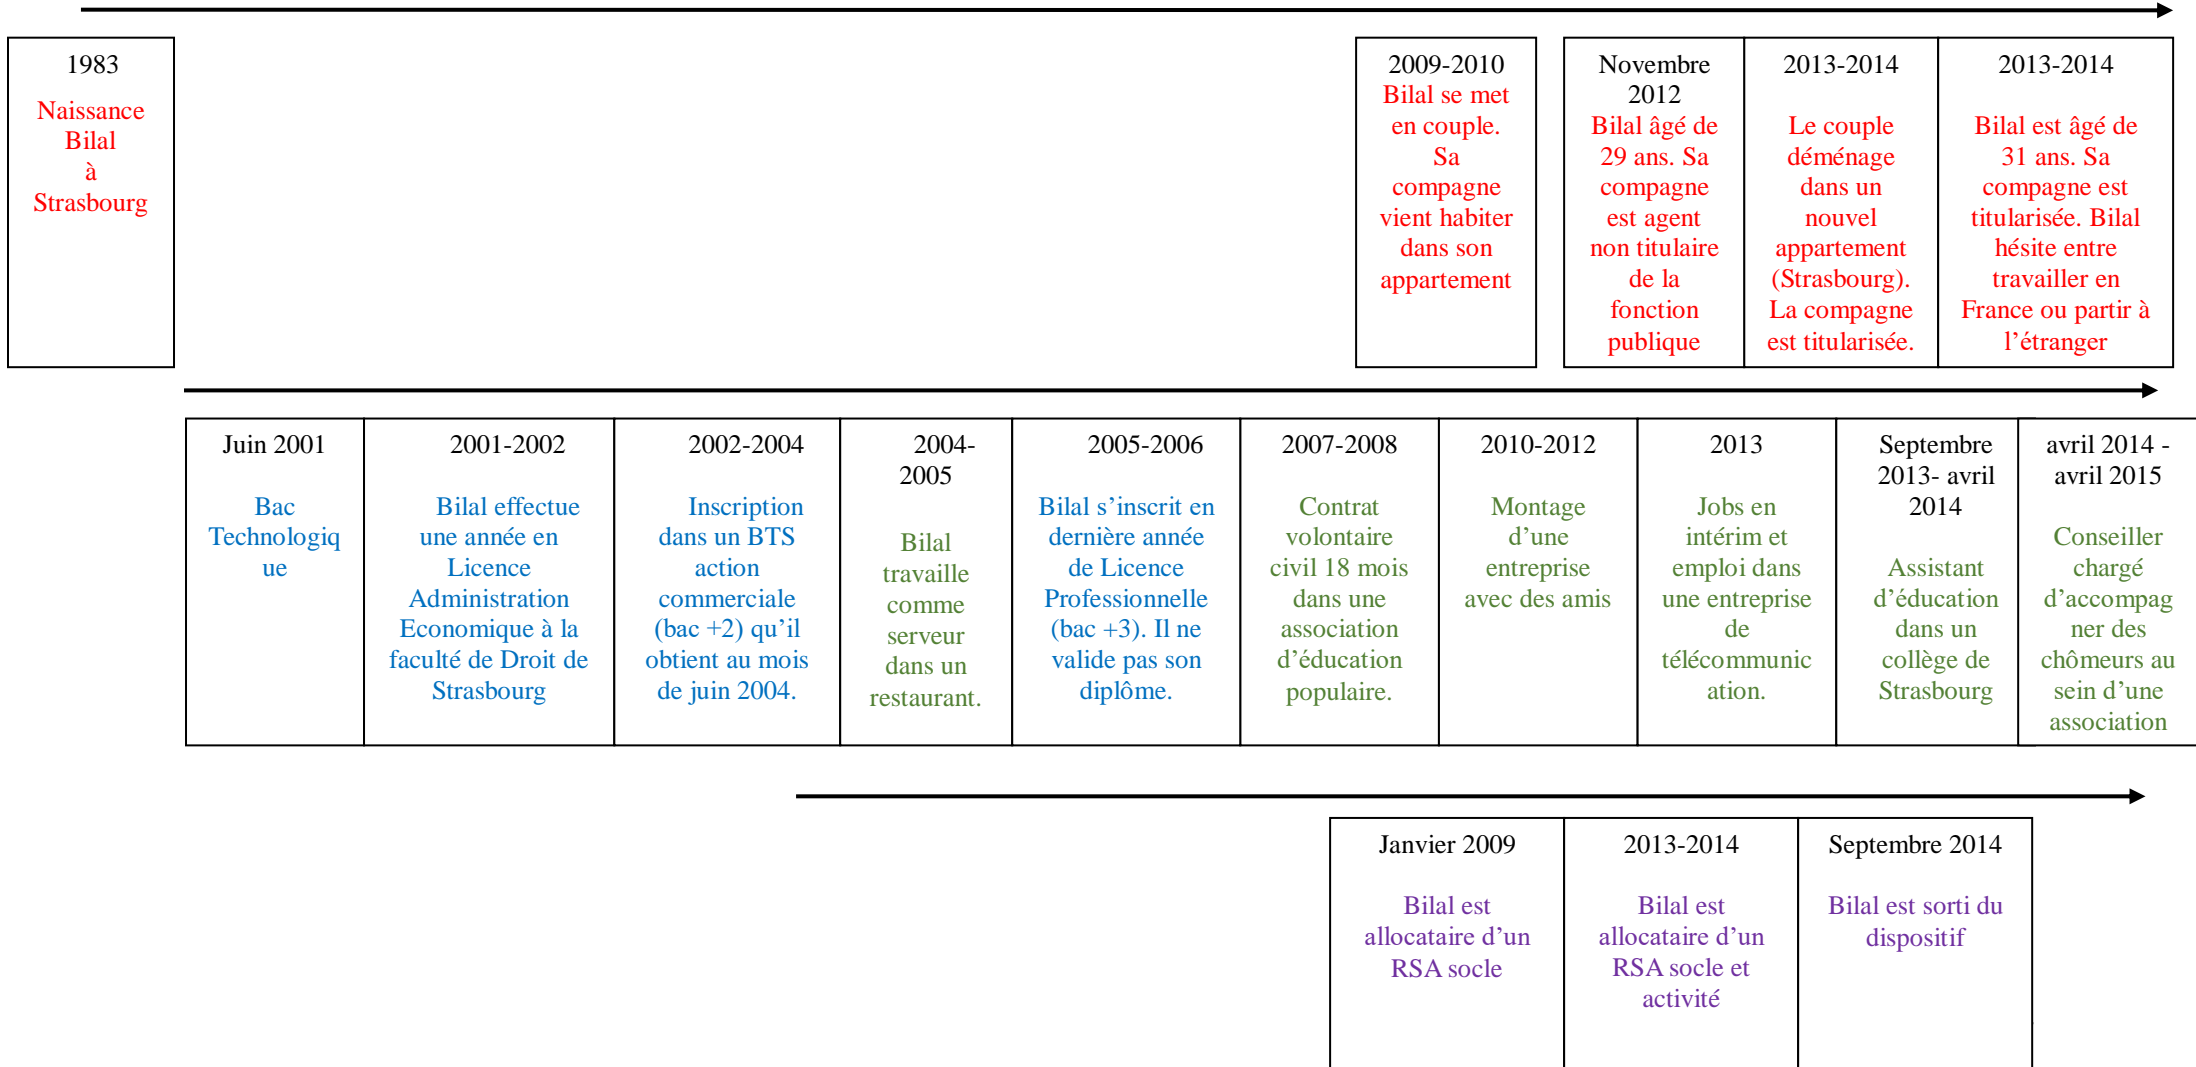 1983
Naissance
Bilal
à
Strasbourg
2009-2010
Bilal se met
en couple.
Sa
compagne
vient habiter
dans son
appartement
Novembre
2012
Bilal âgé de
29 ans. Sa
compagne
est agent
non titulaire
de la
fonction
publique
2013-2014
Le couple
déménage
dans un
nouvel
appartement
(Strasbourg).
La compagne
est titularisée.
2013-2014
Bilal est âgé de
31 ans. Sa
compagne est
titularisée. Bilal
hésite entre
travailler en
France ou partir à
l’étranger
Juin 2001
Bac
Technologiq
ue
2001-2002
Bilal effectue
une année en
Licence
Administration
Economique à la
faculté de Droit de
Strasbourg
2002-2004
Inscription
dans un BTS
action
commerciale
(bac +2) qu’il
obtient au mois
de juin 2004.
2004-
2005
Bilal
travaille
comme
serveur
dans un
restaurant.
2005-2006
Bilal s’inscrit en
dernière année
de Licence
Professionnelle
(bac +3). Il ne
valide pas son
diplôme.
2007-2008
Contrat
volontaire
civil 18 mois
dans une
association
d’éducation
populaire.
2010-2012
Montage
d’une
entreprise
avec des amis
2013
Jobs en
intérim et
emploi dans
une entreprise
de
télécommunic
ation.
Septembre
2013- avril
2014
Assistant
d’éducation
dans un
collège de
Strasbourg
avril 2014 -
avril 2015
Conseiller
chargé
d’accompag
ner des
chômeurs au
sein d’une
association
Janvier 2009
Bilal est
allocataire d’un
RSA socle
2013-2014
Bilal est
allocataire d’un
RSA socle et
activité
Septembre 2014
Bilal est sorti du
dispositif